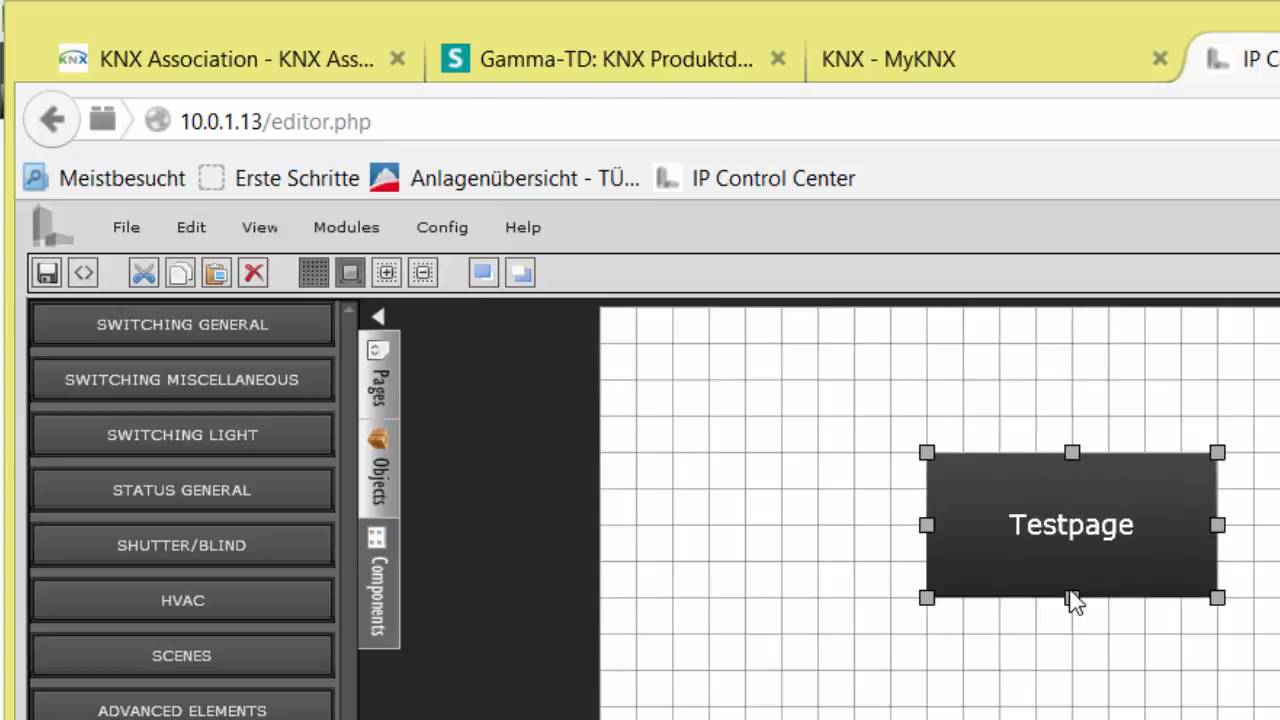 KNX Association - KNX Ass...
Gamma-TD: KNX Produktd...
KNX - MyKNX
IP C
10.0.1.13/editor.php
Meistbesucht
Erste Schritte
Anlagenübersicht - TÜ...
IP Control Center
File
Edit
View
Modules
Config
Help
SWITCHING GENERAL
SWITCHING MISCELLANEOUS
SWITCHING LIGHT
STATUS GENERAL
SHUTTER/BLIND
HVAC
SCENES
ADVANCED ELEMENTS
Pages
Objects
Components
Testpage